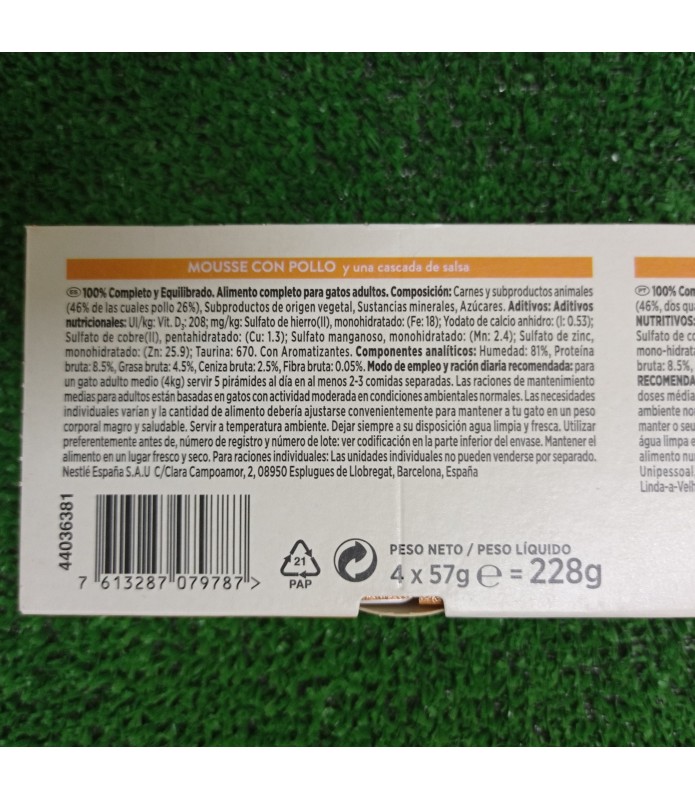 MOUSSE CON POLLO y una cascada de salsa
ES 100% Completo y Equilibrado. Alimento completo para gatos adultos. Composición: Carnes y subproductos animales
(46% de las cuales pollo 26%), Subproductos de origen vegetal, Sustancias minerales, Azúcares. Aditivos: Aditivos
nutricionales: UI/kg: Vit. D₃: 208; mg/kg: Sulfato de hierro(II), monohidratado: (Fe: 18); Yodato de calcio anhidro: (I: 0.53);
Sulfato de cobre(II), pentahidratado: (Cu: 1.3); Sulfato manganoso, monohidratado: (Mn: 2.4); Sulfato de zinc,
monohidratado: (Zn: 25.9); Taurina: 670. Con Aromatizantes. Componentes analíticos: Humedad: 81%, Proteína
bruta: 8.5%, Grasa bruta: 4.5%, Ceniza bruta: 2.5%, Fibra bruta: 0.05%. Modo de empleo y ración diaria recomendada: para
un gato adulto medio (4kg) servir 5 pirámides al día en al menos 2-3 comidas separadas. Las raciones de mantenimiento
medias para adultos están basadas en gatos con actividad moderada en condiciones ambientales normales. Las necesidades
individuales varían y la cantidad de alimento debería ajustarse convenientemente para mantener a tu gato en un peso
corporal magro y saludable. Servir a temperatura ambiente. Dejar siempre a su disposición agua limpia y fresca. Utilizar
preferentemente antes de, número de registro y número de lote: ver codificación en la parte inferior del envase. Mantener el
alimento en un lugar fresco y seco. Para raciones individuales: Las unidades individuales no pueden venderse por separado.
Nestlé España S.A.U C/Clara Campoamor, 2, 08950 Esplugues de Llobregat, Barcelona, España
44036381
7 613287 079787 >
21
PAP
PESO NETO / PESO LÍQUIDO
4 x 57g ℮ = 228g
PT 100% Con
(46%, dos qua
NUTRITIVOS:
Sulfato de co
mono-hidrat
bruta: 8.5%,
RECOMENDA
doses média
ambiente nor
manter o seu
água limpa e
alimento nu
Unipessoal,
Linda-a-Velh